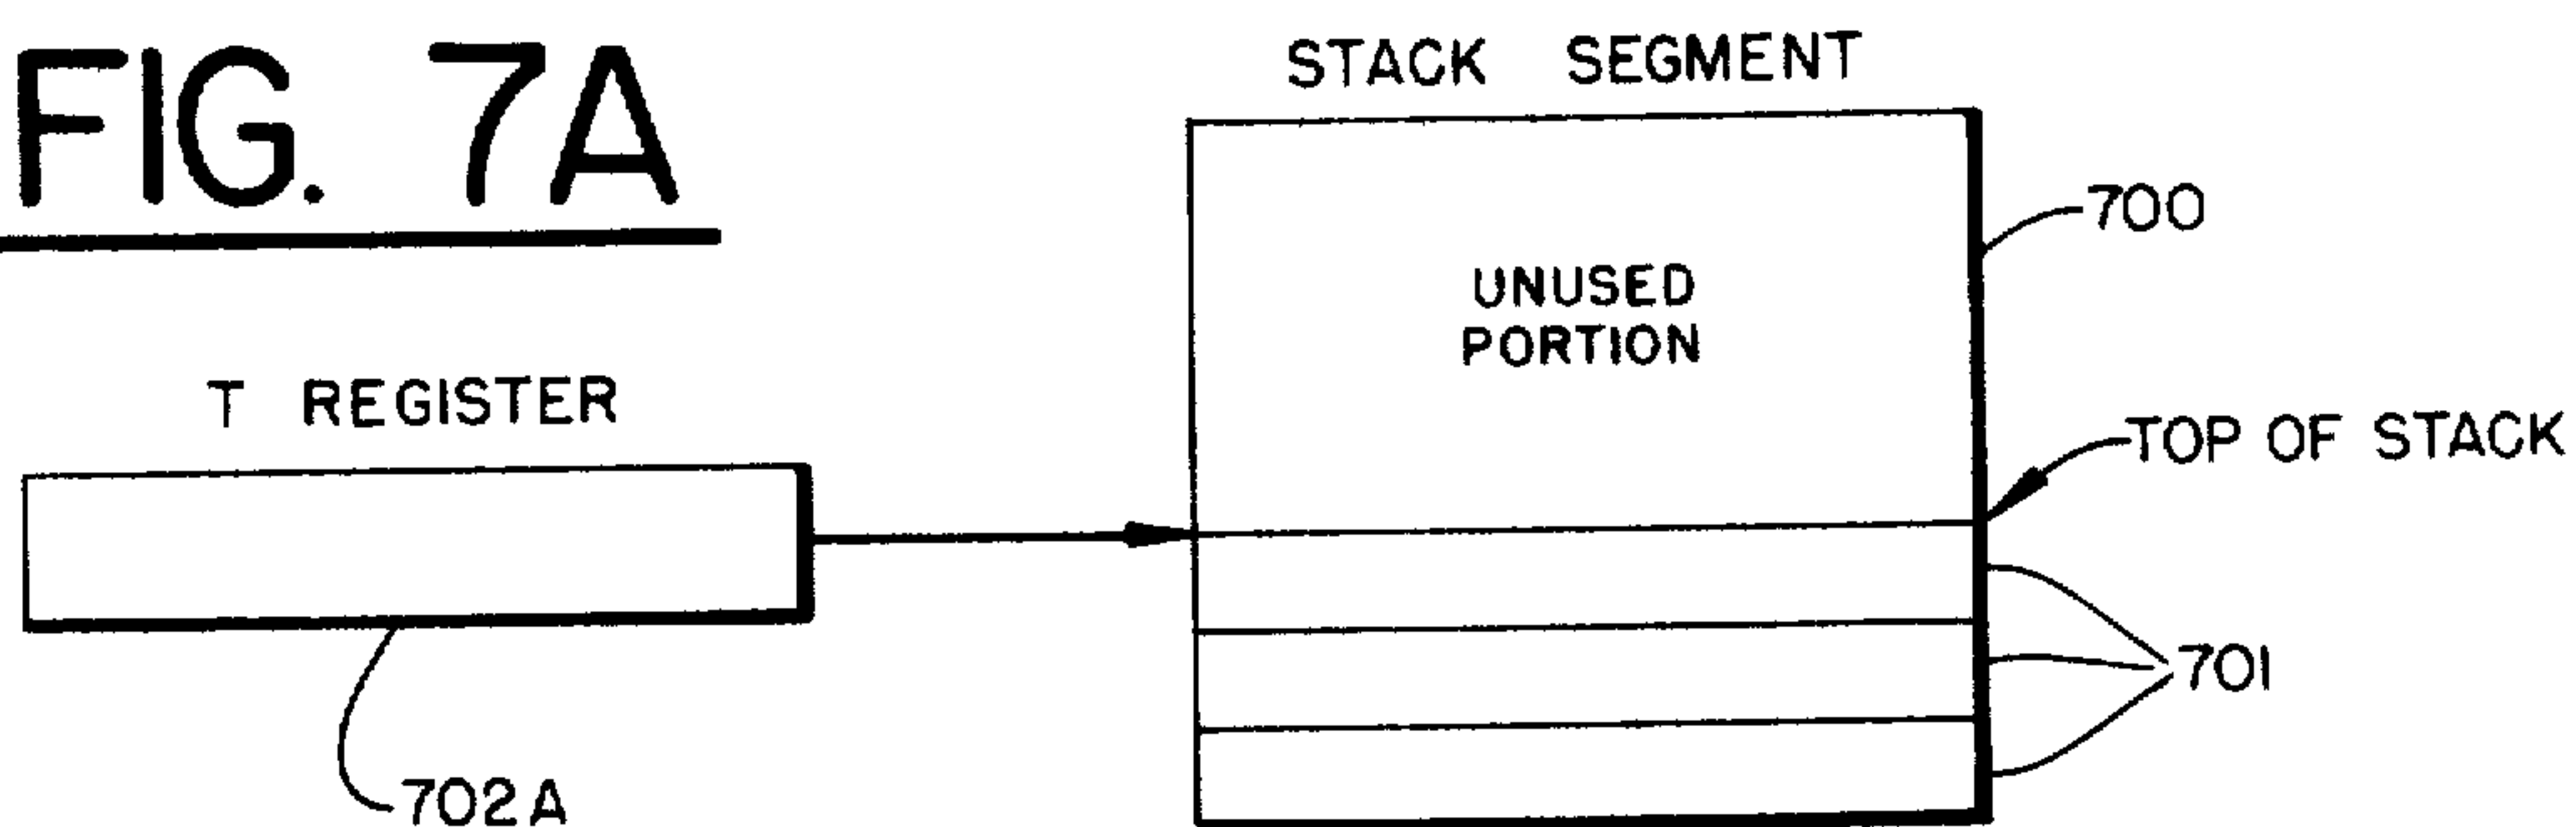 FIG. 7A
STACK SEGMENT
700
UNUSED
PORTION
T REGISTER
TOP OF STACK
701
702A